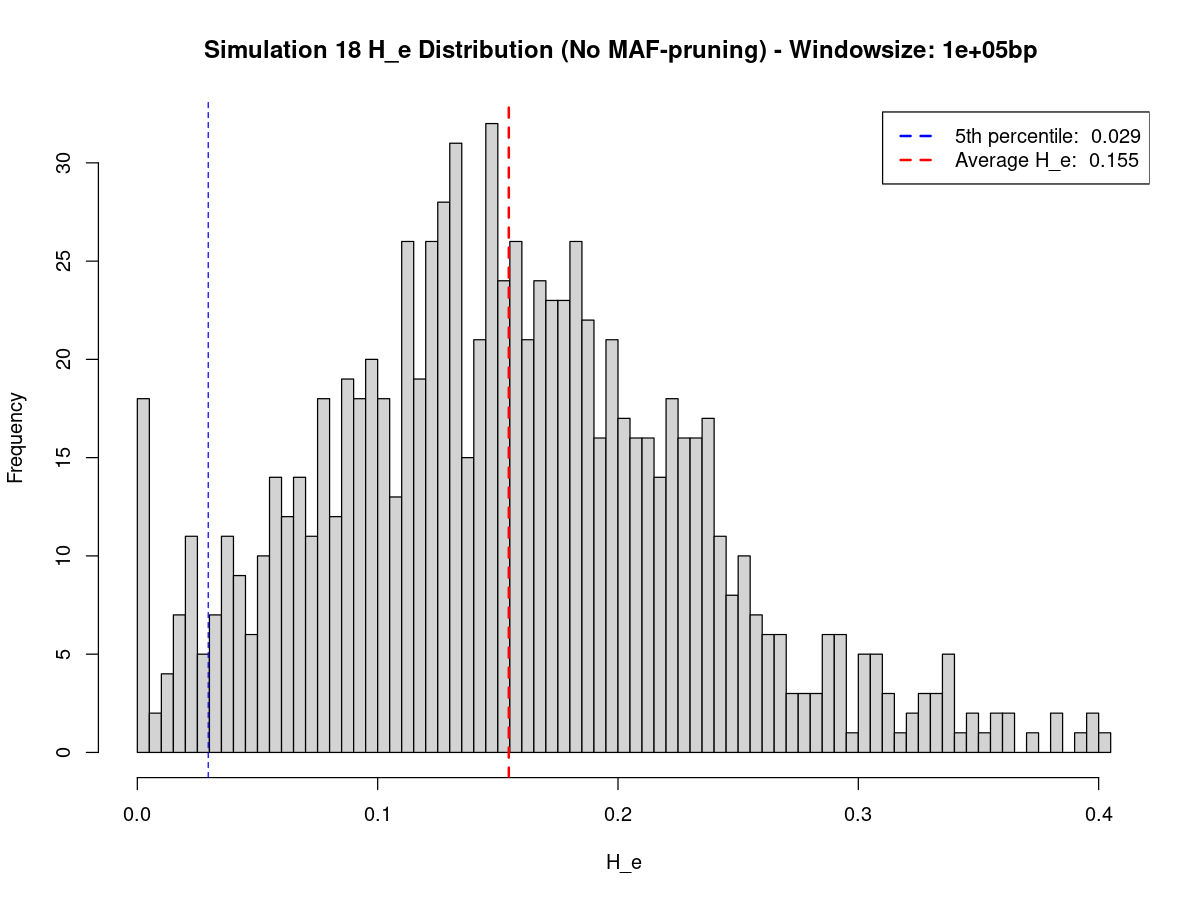 Simulation 18 H_e Distribution (No MAF-pruning) - Windowsize: 1e+05bp
5th percentile: 0.029
Average H_e: 0.155
Frequency
30
25
20
15
10
5
0
0.0 0.1 0.2 0.3 0.4
H_e